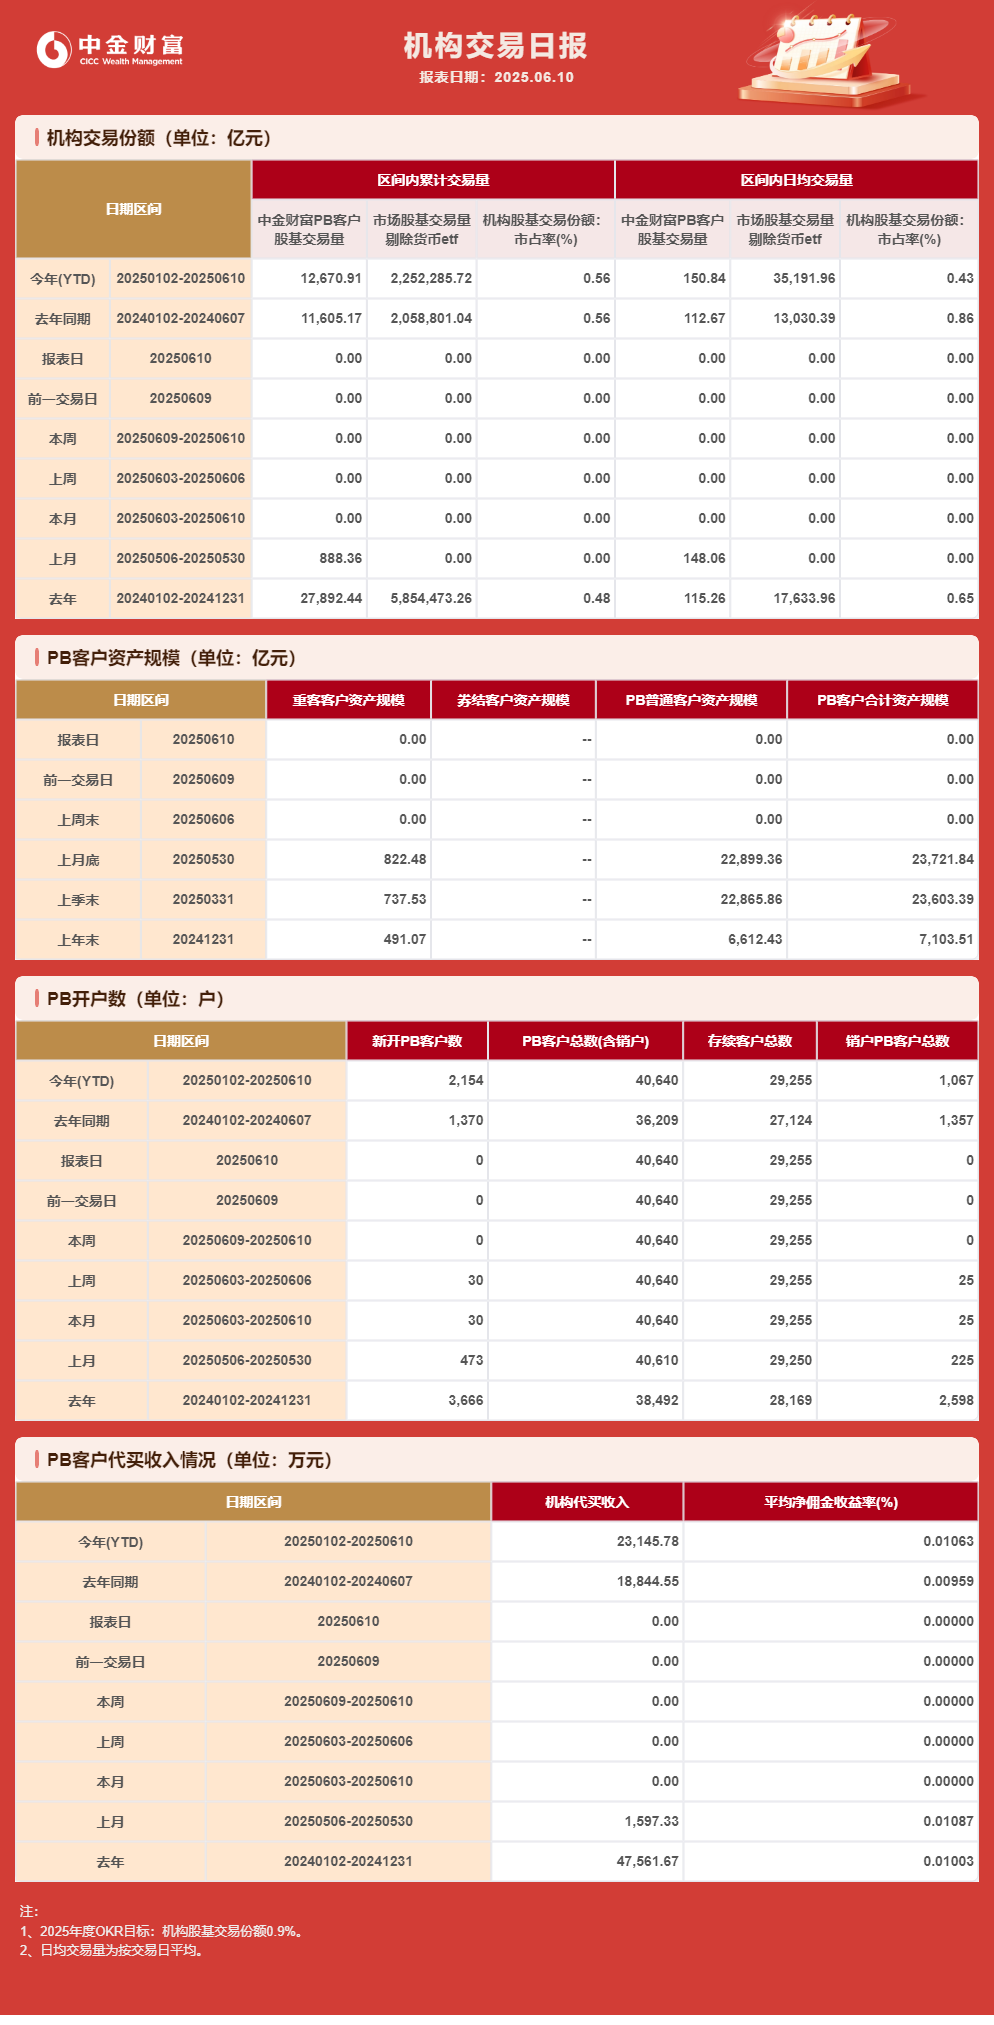 中金财富
CICC Wealth Management
机构交易日报
报表日期：2025.06.10
机构交易份额（单位：亿元）
日期区间 区间内累计交易量 区间内日均交易量
中金财富PB客户股基交易量 市场股基交易量剔除货币etf 机构股基交易份额：市占率(%) 中金财富PB客户股基交易量 市场股基交易量剔除货币etf 机构股基交易份额：市占率(%)
今年(YTD) 20250102-20250610 12,670.91 2,252,285.72 0.56 150.84 35,191.96 0.43
去年同期 20240102-20240607 11,605.17 2,058,801.04 0.56 112.67 13,030.39 0.86
报表日 20250610 0.00 0.00 0.00 0.00 0.00 0.00
前一交易日 20250609 0.00 0.00 0.00 0.00 0.00 0.00
本周 20250609-20250610 0.00 0.00 0.00 0.00 0.00 0.00
上周 20250603-20250606 0.00 0.00 0.00 0.00 0.00 0.00
本月 20250603-20250610 0.00 0.00 0.00 0.00 0.00 0.00
上月 20250506-20250530 888.36 0.00 0.00 148.06 0.00 0.00
去年 20240102-20241231 27,892.44 5,854,473.26 0.48 115.26 17,633.96 0.65
PB客户资产规模（单位：亿元）
日期区间 重客客户资产规模 券结客户资产规模 PB普通客户资产规模 PB客户合计资产规模
报表日 20250610 0.00 -- 0.00 0.00
前一交易日 20250609 0.00 -- 0.00 0.00
上周末 20250606 0.00 -- 0.00 0.00
上月底 20250530 822.48 -- 22,899.36 23,721.84
上季末 20250331 737.53 -- 22,865.86 23,603.39
上年末 20241231 491.07 -- 6,612.43 7,103.51
PB开户数（单位：户）
日期区间 新开PB客户数 PB客户总数(含销户) 存续客户总数 销户PB客户总数
今年(YTD) 20250102-20250610 2,154 40,640 29,255 1,067
去年同期 20240102-20240607 1,370 36,209 27,124 1,357
报表日 20250610 0 40,640 29,255 0
前一交易日 20250609 0 40,640 29,255 0
本周 20250609-20250610 0 40,640 29,255 0
上周 20250603-20250606 30 40,640 29,255 25
本月 20250603-20250610 30 40,640 29,255 25
上月 20250506-20250530 473 40,610 29,250 225
去年 20240102-20241231 3,666 38,492 28,169 2,598
PB客户代买收入情况（单位：万元）
日期区间 机构代买收入 平均净佣金收益率(%)
今年(YTD) 20250102-20250610 23,145.78 0.01063
去年同期 20240102-20240607 18,844.55 0.00959
报表日 20250610 0.00 0.00000
前一交易日 20250609 0.00 0.00000
本周 20250609-20250610 0.00 0.00000
上周 20250603-20250606 0.00 0.00000
本月 20250603-20250610 0.00 0.00000
上月 20250506-20250530 1,597.33 0.01087
去年 20240102-20241231 47,561.67 0.01003
注：
1、2025年度OKR目标：机构股基交易份额0.9%。
2、日均交易量为按交易日平均。